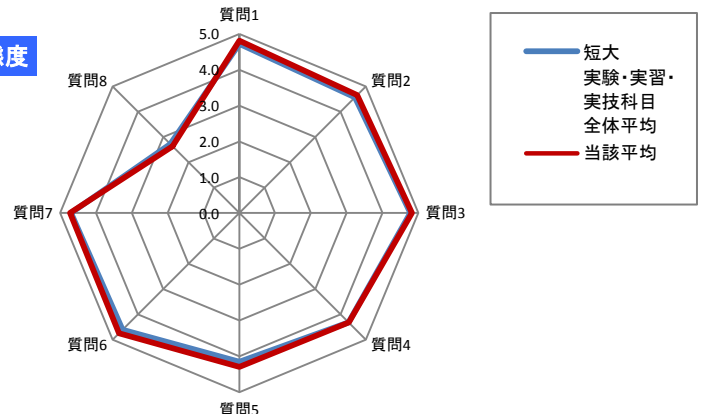 態度
質問1
質問2
質問3
質問4
質問5
質問6
質問7
質問8
5.0
4.0
3.0
2.0
1.0
0.0
短大
実験・実習・
実技科目
全体平均
当該平均